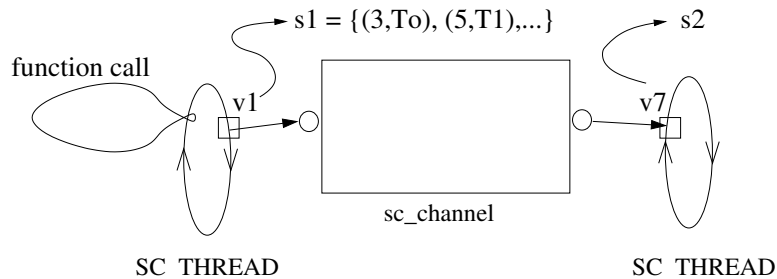 s1 = {(3,To), (5,T1),...}
s2
function call
v1
v7
sc_channel
SC_THREAD
SC_THREAD